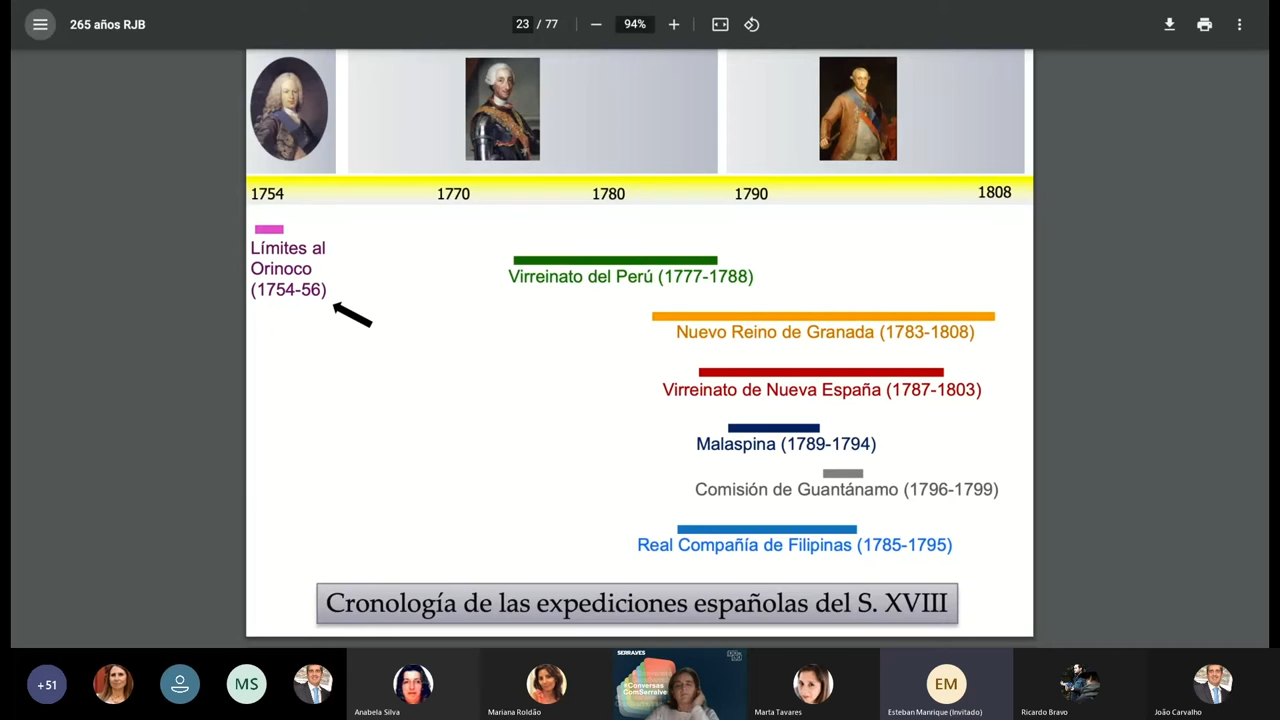 265 años RJB
23 / 77
94%
1754
1770
1780
1790
1808
Límites al
Orinoco
(1754-56)
Virreinato del Perú (1777-1788)
Nuevo Reino de Granada (1783-1808)
Virreinato de Nueva España (1787-1803)
Malaspina (1789-1794)
Comisión de Guantánamo (1796-1799)
Real Compañía de Filipinas (1785-1795)
Cronología de las expediciones españolas del S. XVIII
+51
MS
SERRALVES
#Conversas
ComSerralve
EM
Anabela Silva
Mariana Roldão
Marta Tavares
Esteban Manrique (Invitado)
Ricardo Bravo
João Carvalho